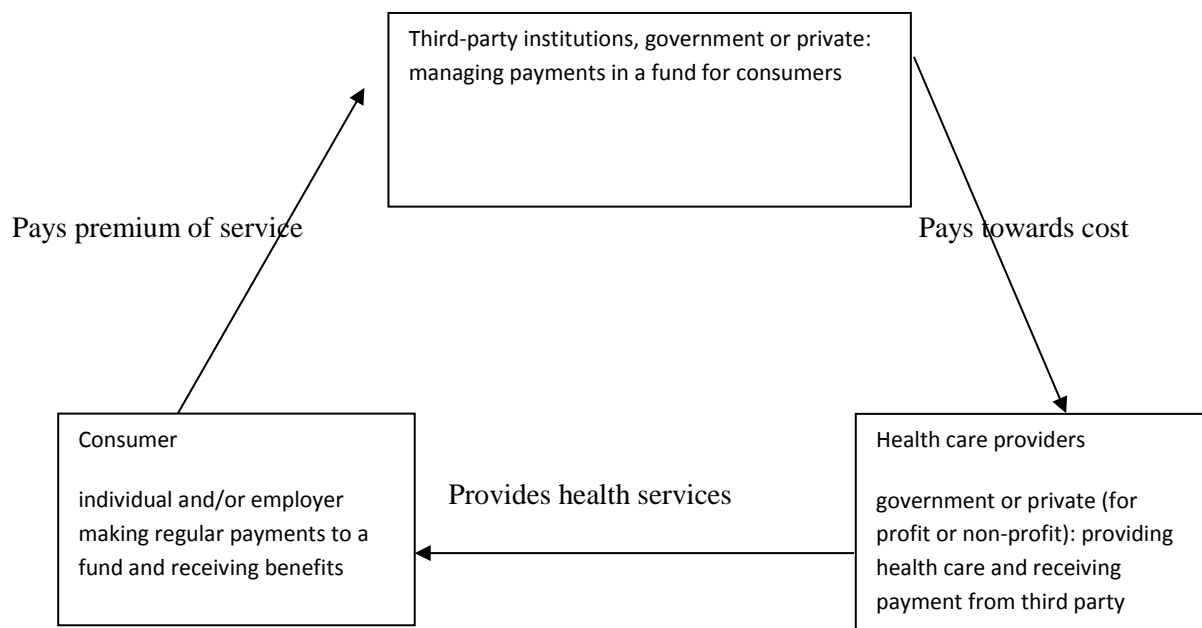 Third-party institutions, government or private:
managing payments in a fund for consumers
Pays premium of service
Pays towards cost
Consumer
individual and/or employer
making regular payments to a
fund and receiving benefits
Provides health services
Health care providers
government or private (for
profit or non-profit): providing
health care and receiving
payment from third party